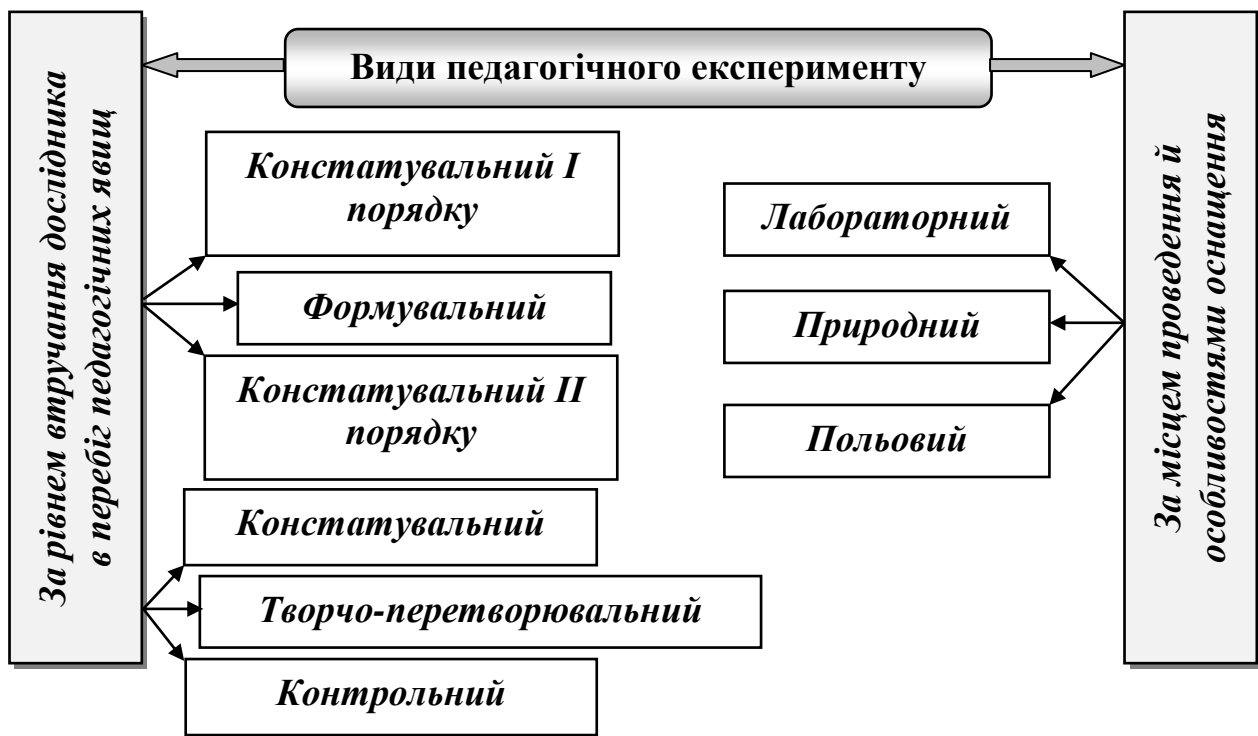 Види педагогічного експерименту
За рівнем втручання дослідника
в перебіг педагогічних явищ
Констатувальний І
порядку
Формувальний
Констатувальний ІІ
порядку
Констатувальний
Творчо-перетворювальний
Контрольний
Лабораторний
Природний
Польовий
За місцем проведення й
особливостями оснащення